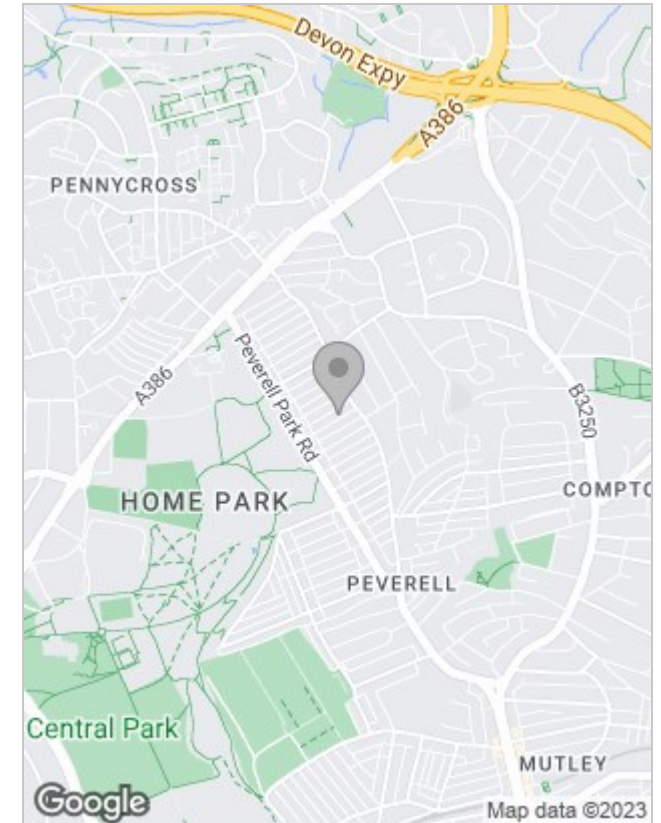 Devon Expy
A386
PENNYCROSS
Peverell Park Rd
A386
B3250
COMPTO
HOME PARK
PEVERELL
Central Park
MUTLEY
Google
Map data ©2023